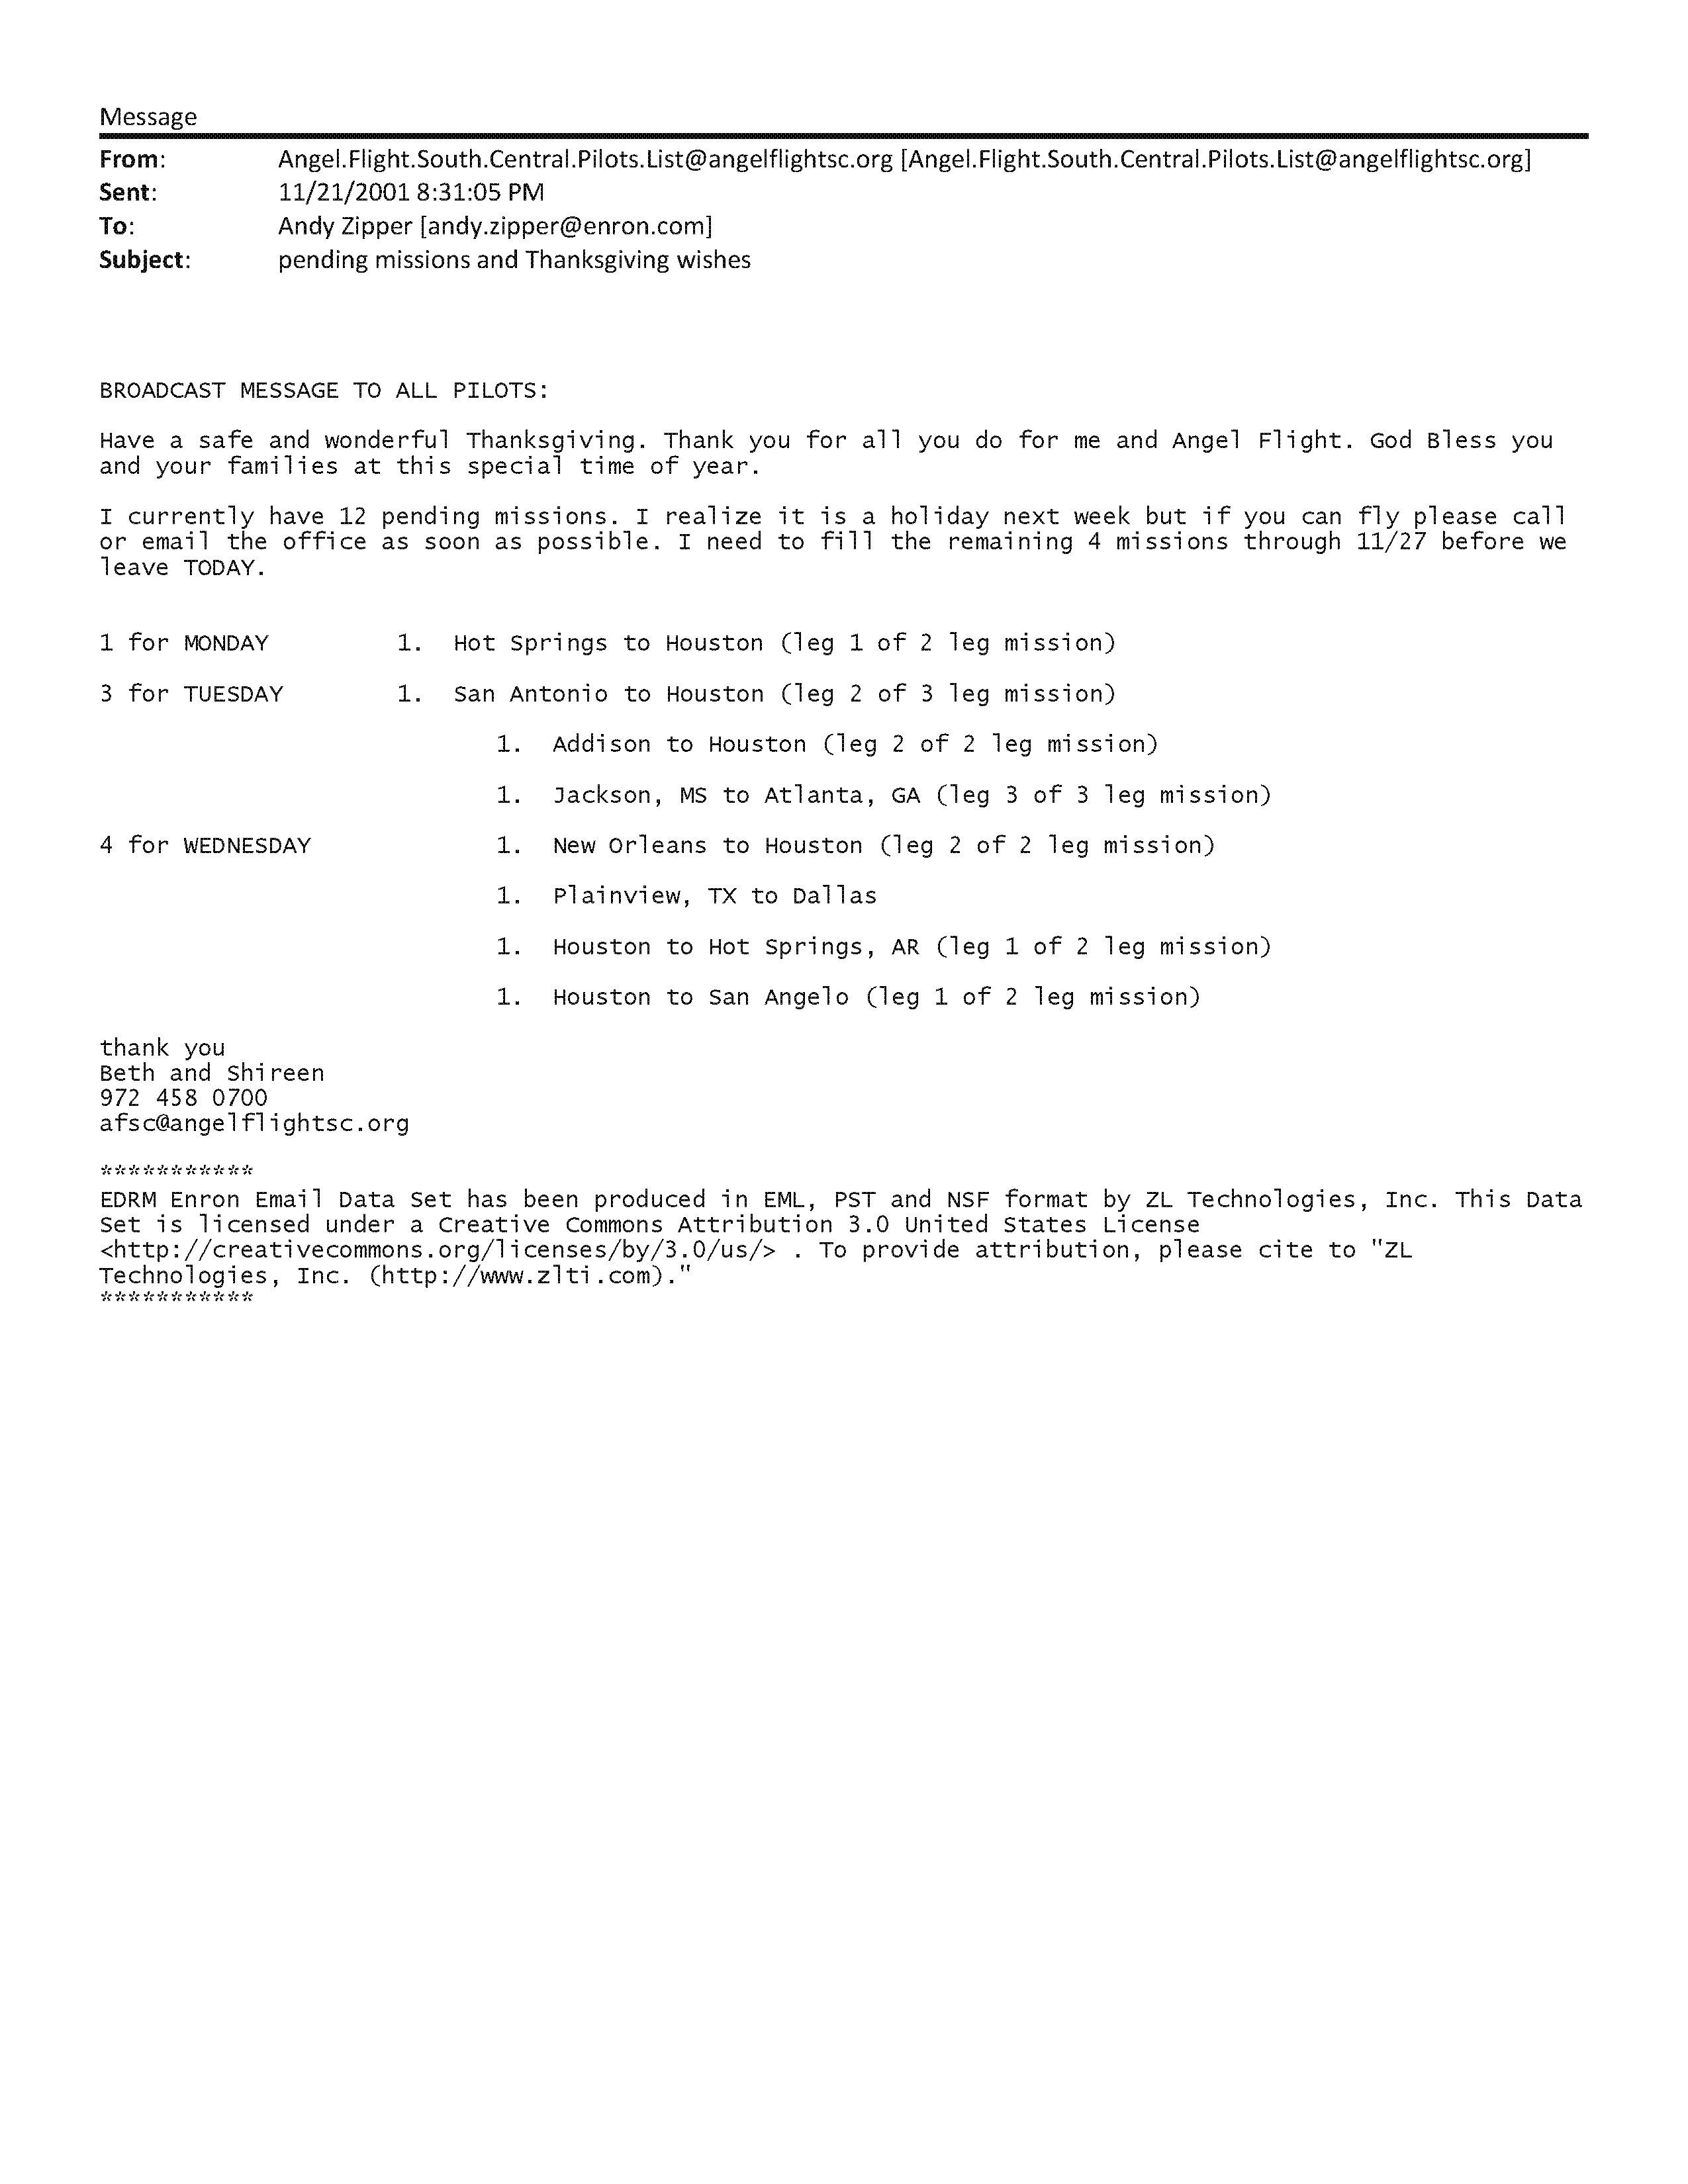 Message
From: Angel.Flight.South.Central.Pilots.List@angelflightsc.org [Angel.Flight.South.Central.Pilots.List@angelflightsc.org]
Sent: 11/21/2001 8:31:05 PM
To: Andy Zipper [andy.zipper@enron.com]
Subject: pending missions and Thanksgiving wishes
BROADCAST MESSAGE TO ALL PILOTS:
Have a safe and wonderful Thanksgiving. Thank you for all you do for me and Angel Flight. God Bless you
and your families at this special time of year.
I currently have 12 pending missions. I realize it is a holiday next week but if you can fly please call
or email the office as soon as possible. I need to fill the remaining 4 missions through 11/27 before we
leave TODAY.
1 for MONDAY 1. Hot Springs to Houston (leg 1 of 2 leg mission)
3 for TUESDAY 1. San Antonio to Houston (leg 2 of 3 leg mission)
1. Addison to Houston (leg 2 of 2 leg mission)
1. Jackson, MS to Atlanta, GA (leg 3 of 3 leg mission)
4 for WEDNESDAY 1. New Orleans to Houston (leg 2 of 2 leg mission)
1. Plainview, TX to Dallas
1. Houston to Hot Springs, AR (leg 1 of 2 leg mission)
1. Houston to San Angelo (leg 1 of 2 leg mission)
thank you
Beth and Shireen
972 458 0700
afsc@angelflightsc.org
***********
EDRM Enron Email Data Set has been produced in EML, PST and NSF format by ZL Technologies, Inc. This Data
Set is licensed under a Creative Commons Attribution 3.0 United States License
<http://creativecommons.org/licenses/by/3.0/us/> . To provide attribution, please cite to "ZL
Technologies, Inc. (http://www.zlti.com)."
***********